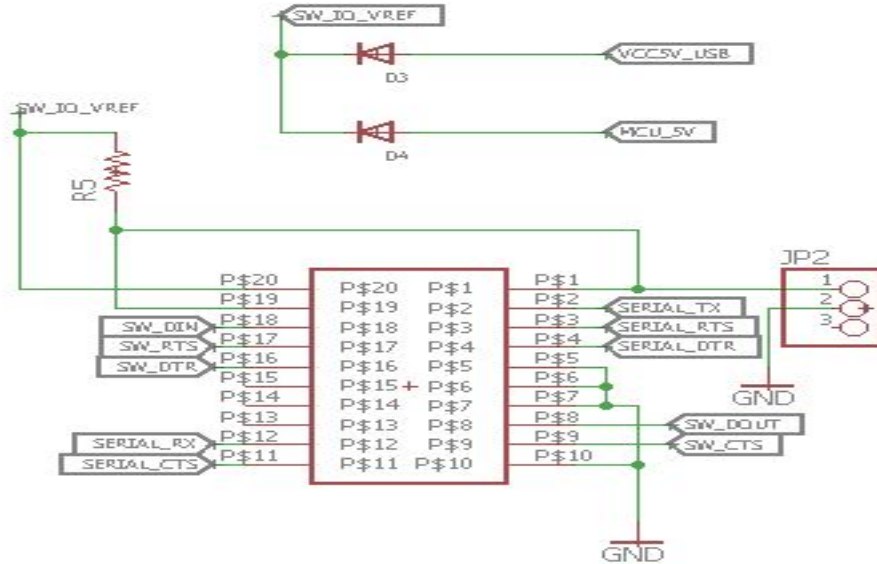 SW_IO_VREF
VCC5V_USB
D3
MCU_5V
D4
SW_IO_VREF
R5
JP2
P$20 P$20 P$1 P$1 1
P$19 P$19 P$2 P$2 SERIAL_TX 2
SW_DIN P$18 P$18 P$3 P$3 SERIAL_RTS 3
SW_RTS P$17 P$17 P$4 P$4 SERIAL_DTR
SW_DTR P$16 P$16 P$5 P$5
P$15 P$15 P$6 P$6
P$14 P$14 P$7 P$7
GND
P$13 P$13 P$8 P$8 SW_DOUT
SERIAL_RX P$12 P$12 P$9 P$9 SW_CTS
SERIAL_CTS P$11 P$11 P$10 P$10
GND